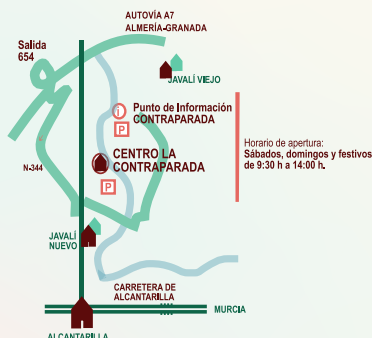 AUTOVÍA A7
ALMERÍA-GRANADA
Salida
654
JAVALÍ VIEJO
i
Punto de Información
CONTRAPARADA
P
CENTRO LA
CONTRAPARADA
Horario de apertura:
Sábados, domingos y festivos
de 9:30 h a 14:00 h.
N-344
P
JAVALÍ
NUEVO
CARRETERA DE
ALCANTARILLA
MURCIA
ALCANTARILLA